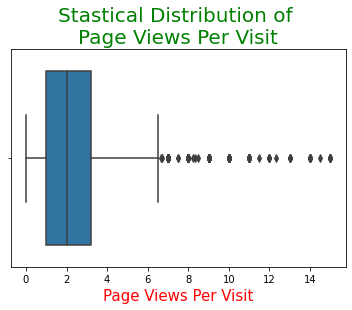 Stastical Distribution of
Page Views Per Visit
0 2 4 6 8 10 12 14
Page Views Per Visit